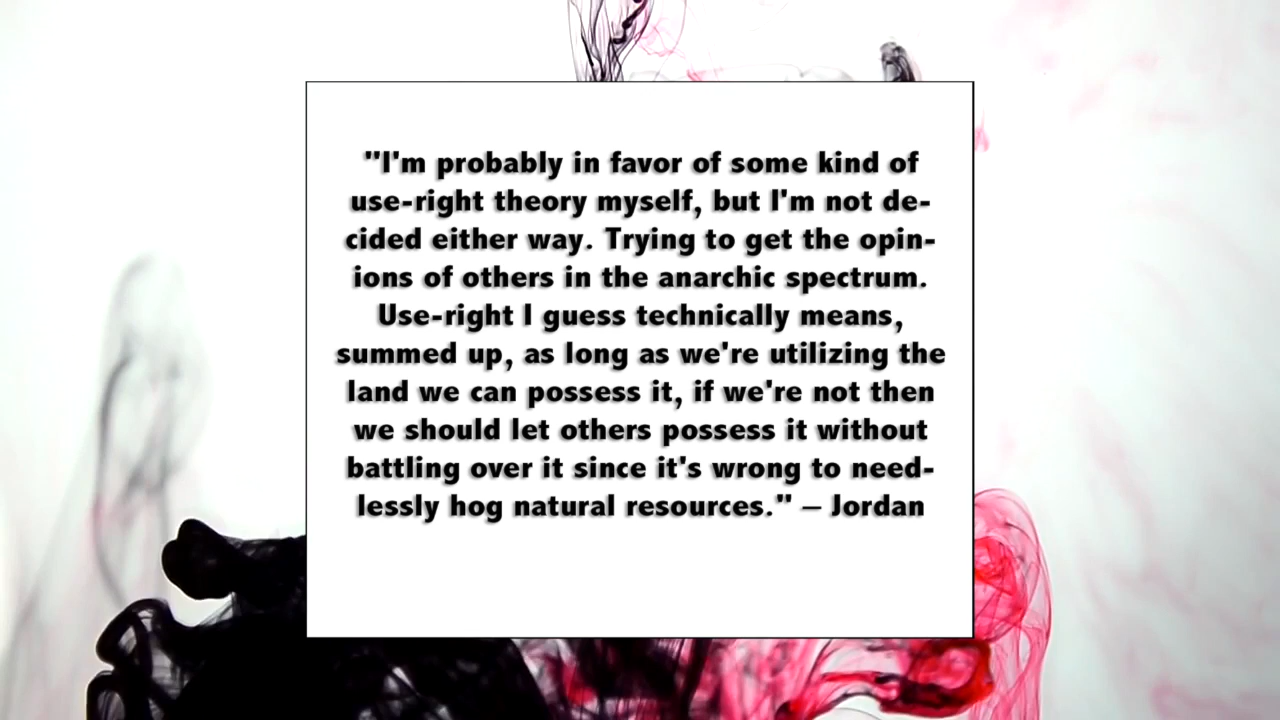 "I'm probably in favor of some kind of
use-right theory myself, but I'm not de-
cided either way. Trying to get the opin-
ions of others in the anarchic spectrum.
Use-right I guess technically means,
summed up, as long as we're utilizing the
land we can possess it, if we're not then
we should let others possess it without
battling over it since it's wrong to need-
lessly hog natural resources." – Jordan